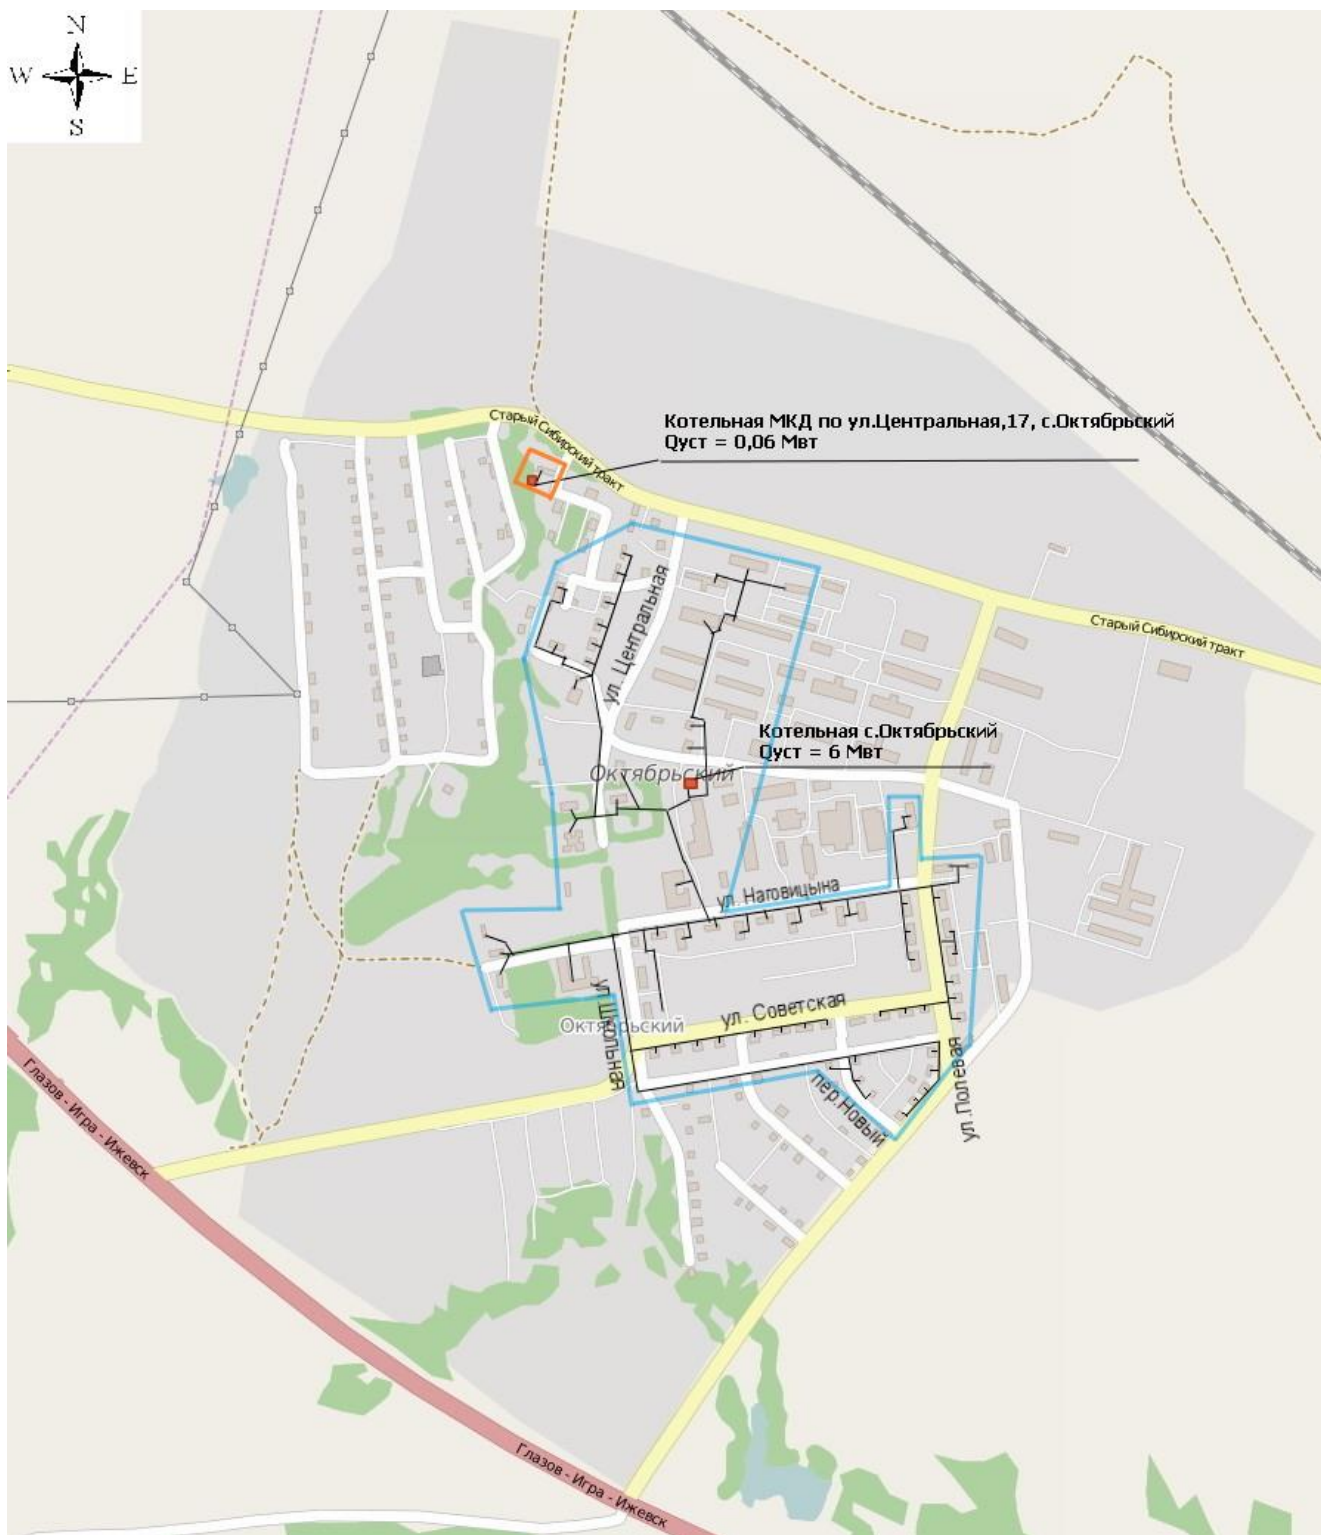 N
W E
S
Старый Сибирский тракт
Котельная МКД по ул.Центральная,17, с.Октябрьский
Qуст = 0,06 Мвт
ул. Центральная
Старый Сибирский тракт
Котельная с.Октябрьский
Qуст = 6 Мвт
Октябрьский
ул. Наговицына
ул. Школьная
ул. Советская
Октябрьский
ул.Полевая
пер.Новый
Глазов - Игра - Ижевск
Глазов - Игра - Ижевск